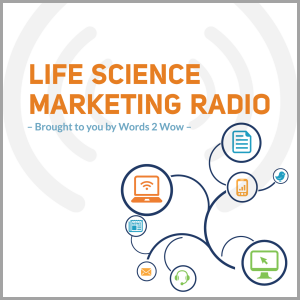 LIFE SCIENCE
MARKETING RADIO
– Brought to you by Words 2 Wow –